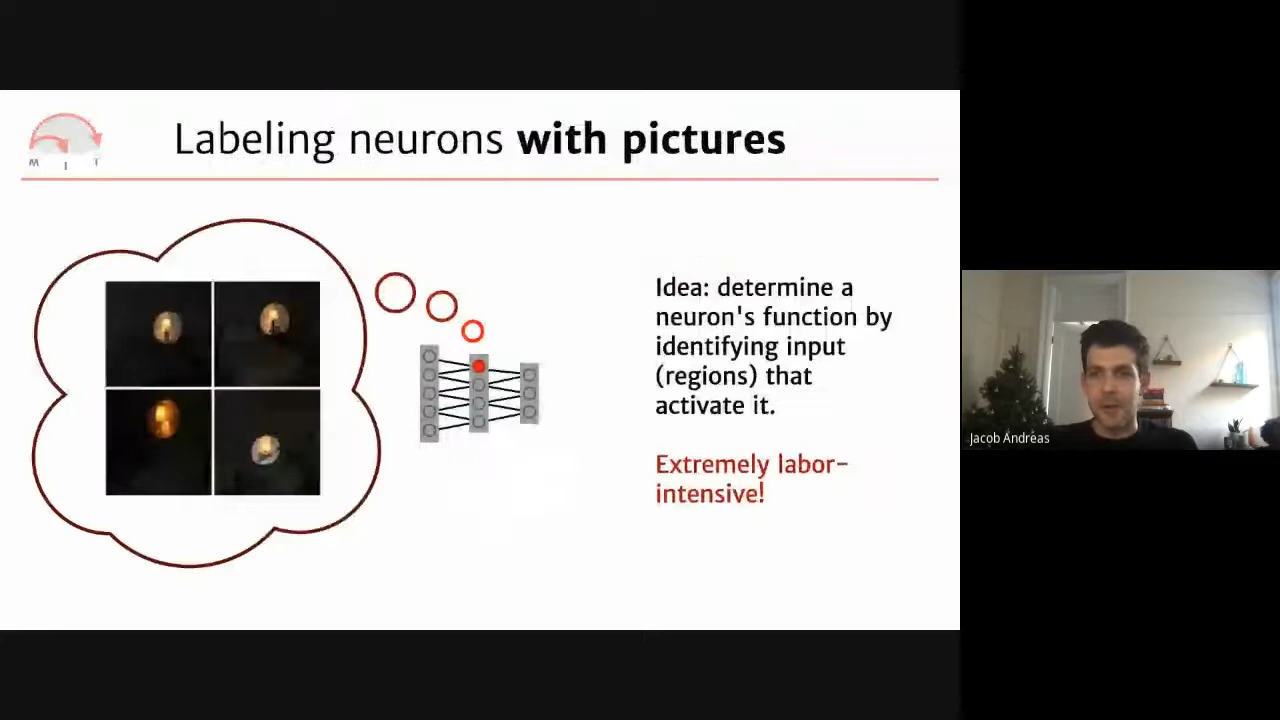 Labeling neurons with pictures
M I T
Idea: determine a
neuron's function by
identifying input
(regions) that
activate it.
Extremely labor-
intensive!
Jacob Andreas